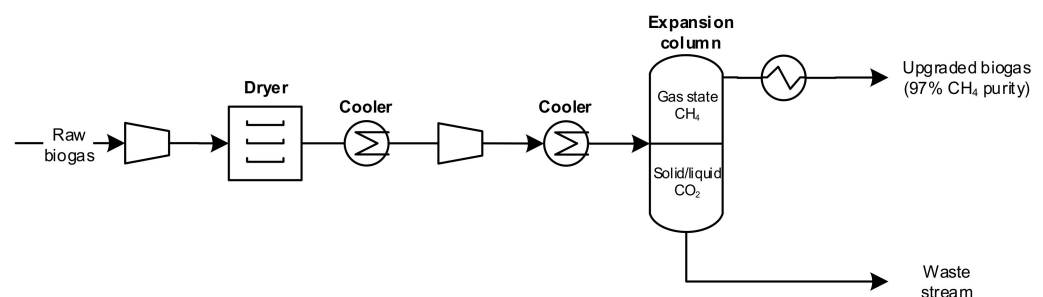 Expansion
column
Dryer
Cooler
Cooler
Raw
biogas
Gas state
CH₄
Solid/liquid
CO₂
Upgraded biogas
(97% CH₄ purity)
Waste
stream